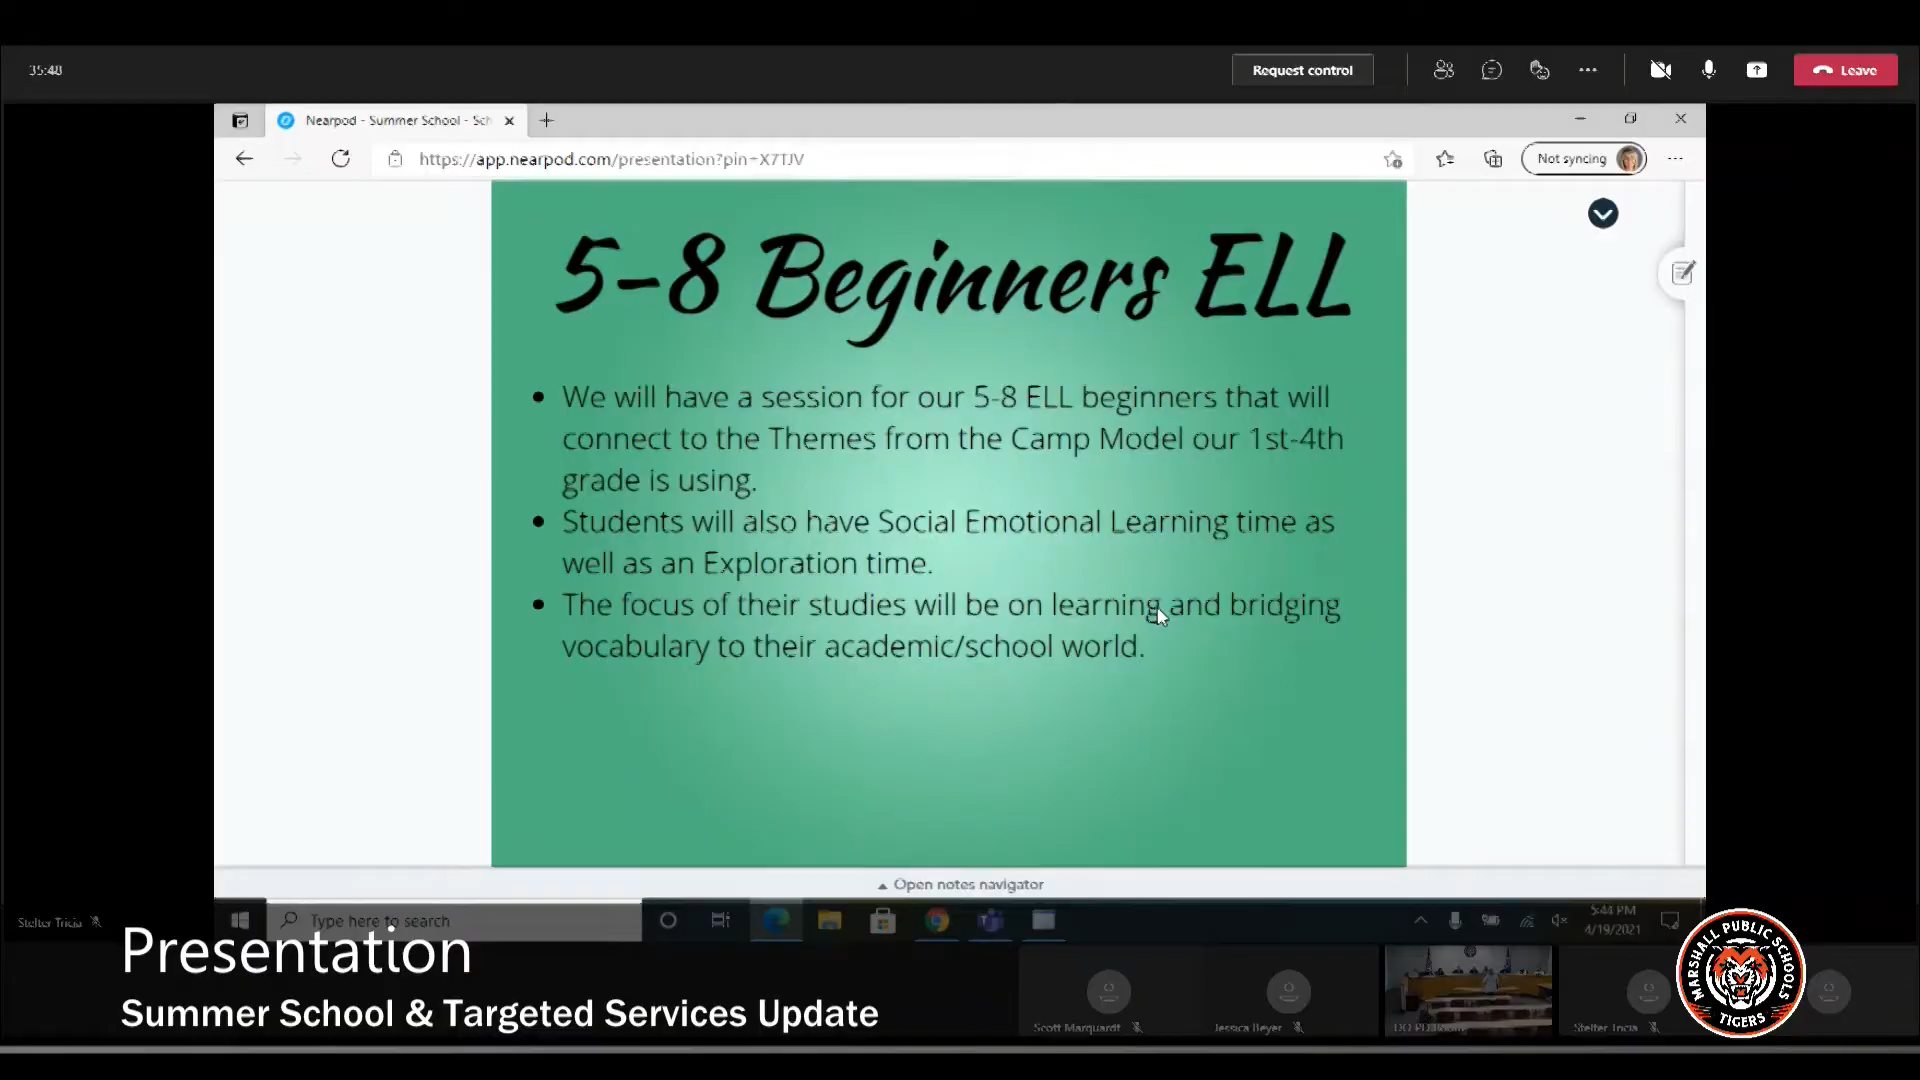 35:48
Request control
Leave
Nearpod - Summer School - Sch
https://app.nearpod.com/presentation?pin=X7TJV
Not syncing
5-8 Beginners ELL
• We will have a session for our 5-8 ELL beginners that will
connect to the Themes from the Camp Model our 1st-4th
grade is using.
• Students will also have Social Emotional Learning time as
well as an Exploration time.
• The focus of their studies will be on learning and bridging
vocabulary to their academic/school world.
Open notes navigator
Stelter Tricia
Type here to search
5:44 PM
4/19/2021
Presentation
Summer School & Targeted Services Update
Scott Marquardt
Jessica Beyer
Stelter Tricia
MARSHALL PUBLIC SCHOOLS
TIGERS